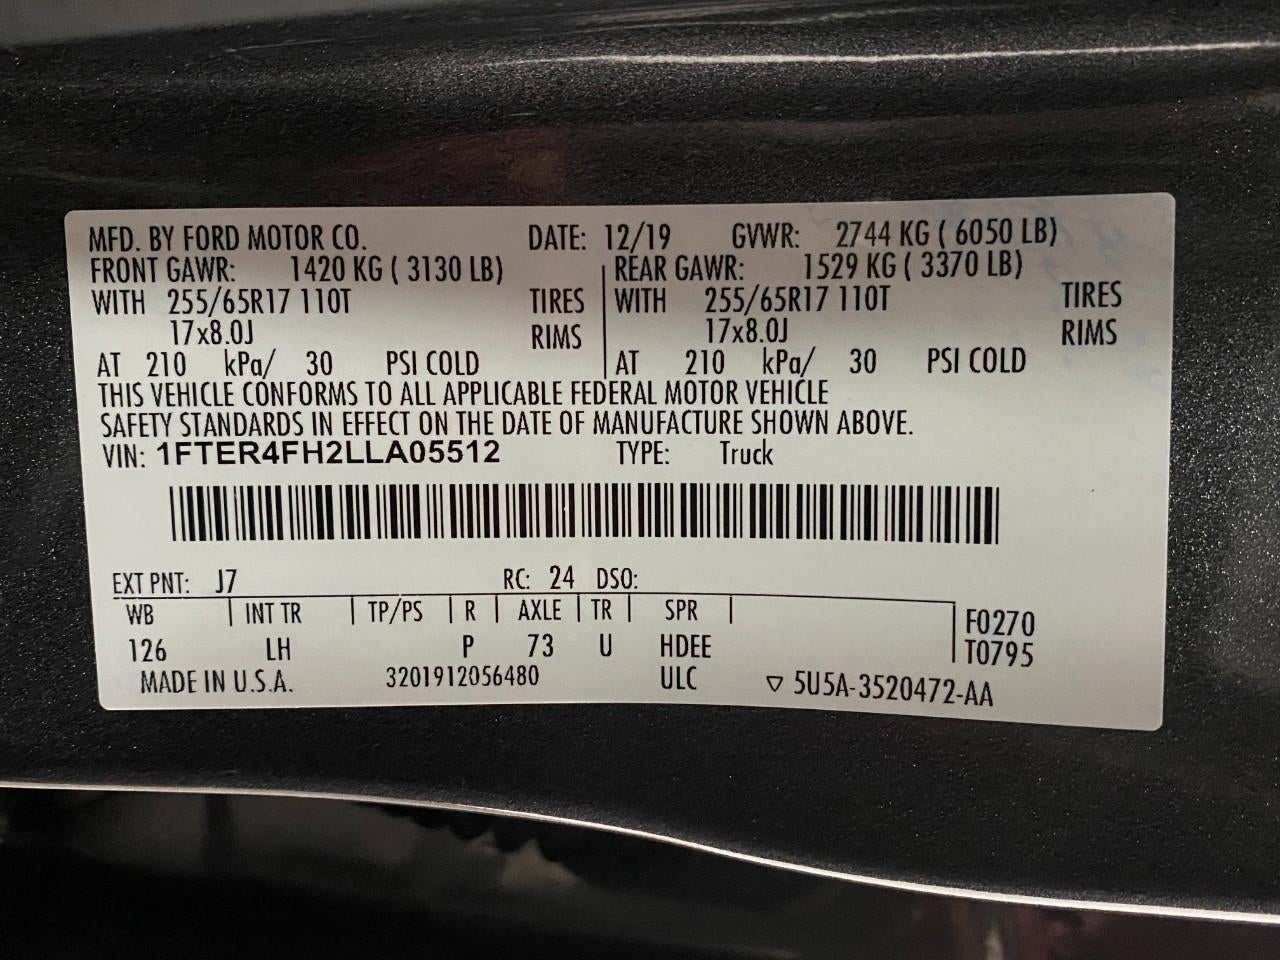 MFD. BY FORD MOTOR CO. DATE: 12/19 GVWR: 2744 KG ( 6050 LB)
FRONT GAWR: 1420 KG ( 3130 LB) REAR GAWR: 1529 KG ( 3370 LB)
WITH 255/65R17 110T TIRES WITH 255/65R17 110T TIRES
17x8.0J RIMS 17x8.0J RIMS
AT 210 kPa/ 30 PSI COLD AT 210 kPa/ 30 PSI COLD
THIS VEHICLE CONFORMS TO ALL APPLICABLE FEDERAL MOTOR VEHICLE
SAFETY STANDARDS IN EFFECT ON THE DATE OF MANUFACTURE SHOWN ABOVE.
VIN: 1FTER4FH2LLA05512 TYPE: Truck
EXT PNT: J7 RC: 24 DSO:
WB INT TR TP/PS R AXLE TR SPR F0270
126 LH P 73 U HDEE T0795
MADE IN U.S.A. 3201912056480 ULC ▽ 5U5A-3520472-AA